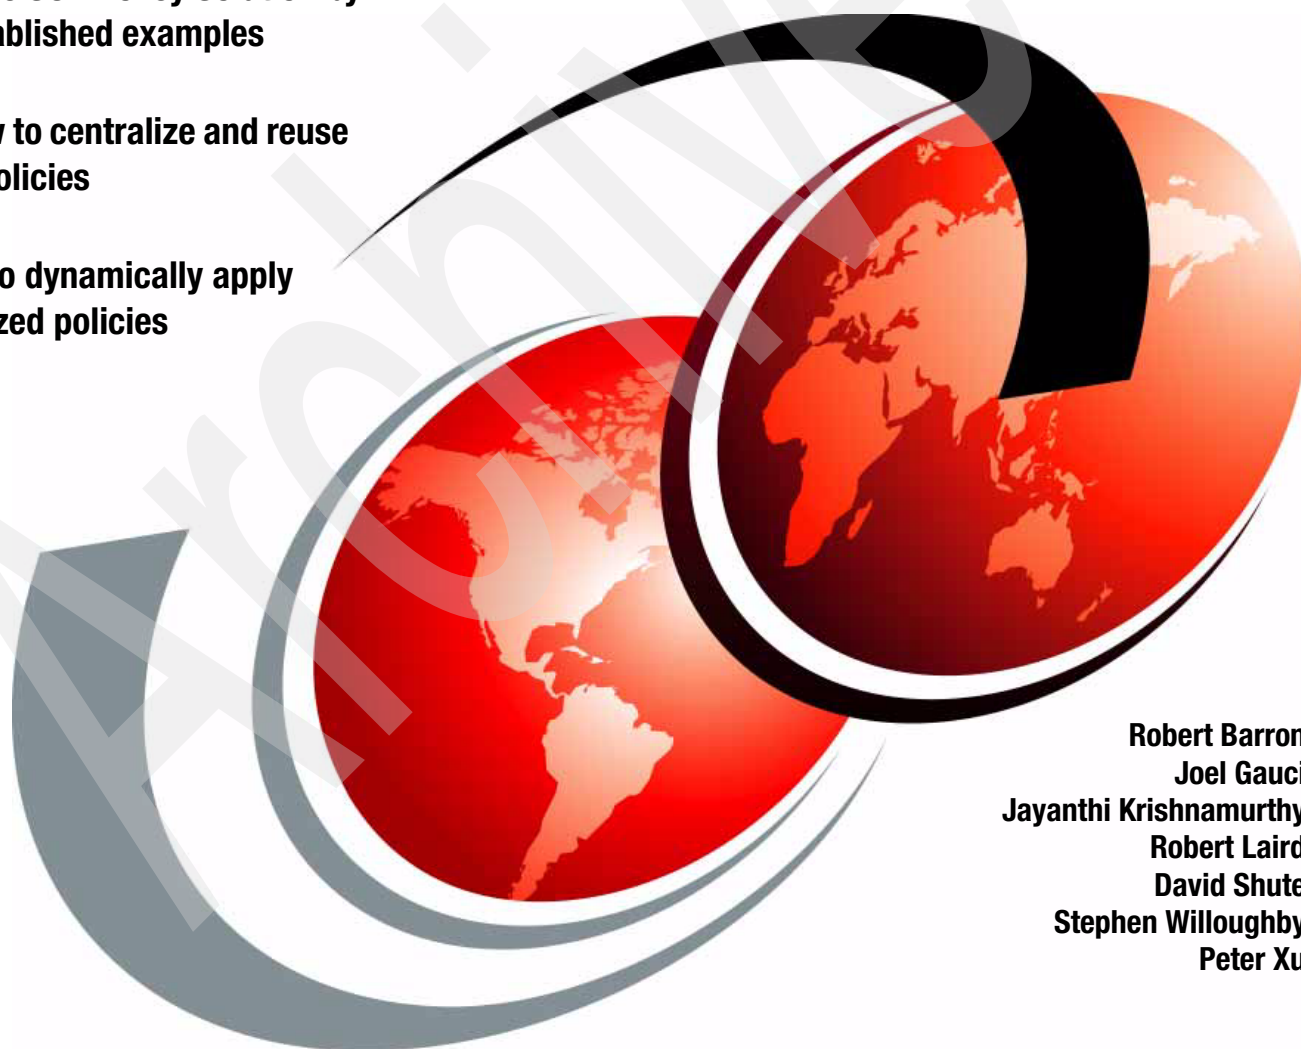 ablished examples
to centralize and reuse
olicies
o dynamically apply
zed policies
Archive
Robert Barron
Joel Gauci
Jayanthi Krishnamurthy
Robert Laird
David Shute
Stephen Willoughby
Peter Xu